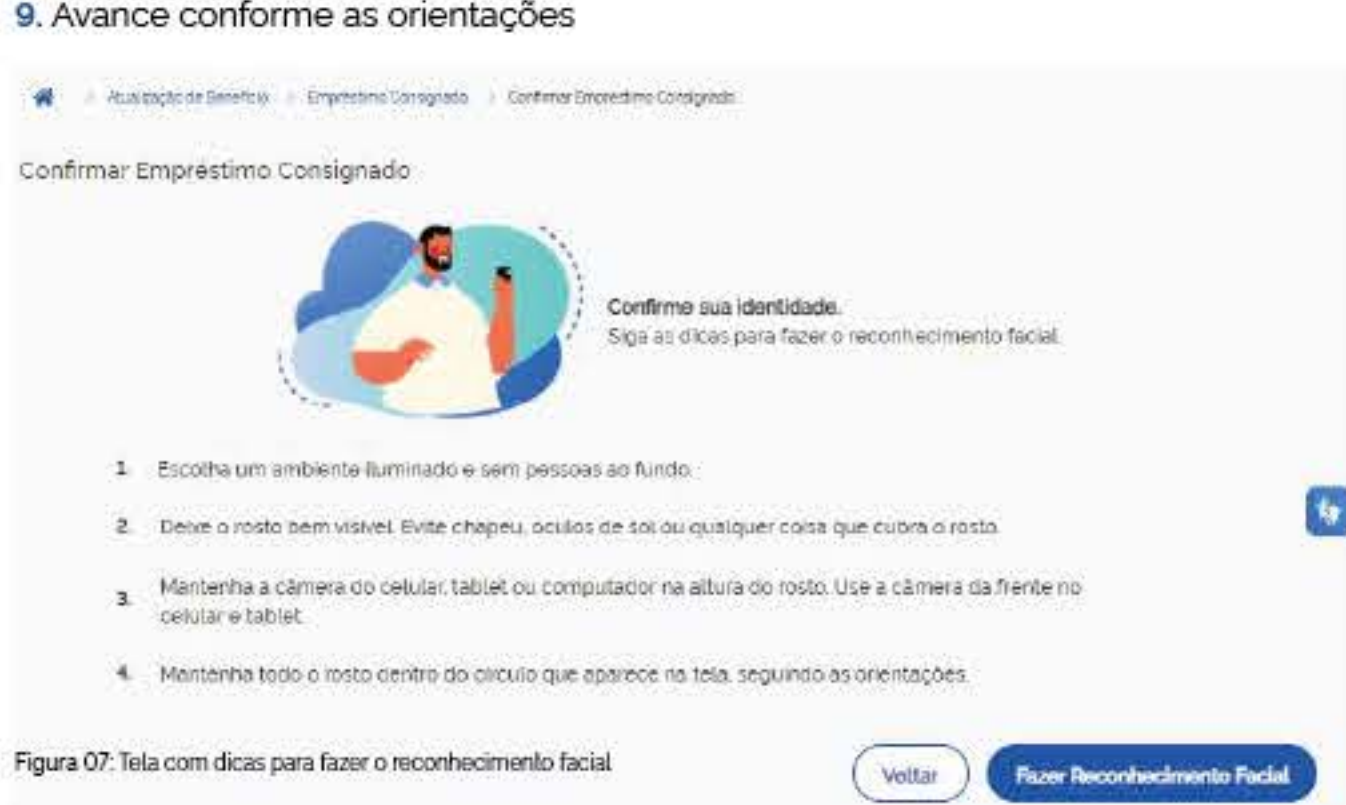 9. Avance conforme as orientações
Atualização de Benefício
Empréstimo Consignado
Confirmar Empréstimo Consignado
Confirmar Empréstimo Consignado
Confirme sua identidade.
Siga as dicas para fazer o reconhecimento facial.
1. Escolha um ambiente iluminado e sem pessoas ao fundo.
2. Deixe o rosto bem visível. Evite chapéu, óculos de sol ou qualquer coisa que cubra o rosto.
3. Mantenha a câmera do celular, tablet ou computador na altura do rosto. Use a câmera da frente no
celular e tablet.
4. Mantenha todo o rosto dentro do círculo que aparece na tela, seguindo as orientações.
Figura 07: Tela com dicas para fazer o reconhecimento facial
Voltar
Fazer Reconhecimento Facial